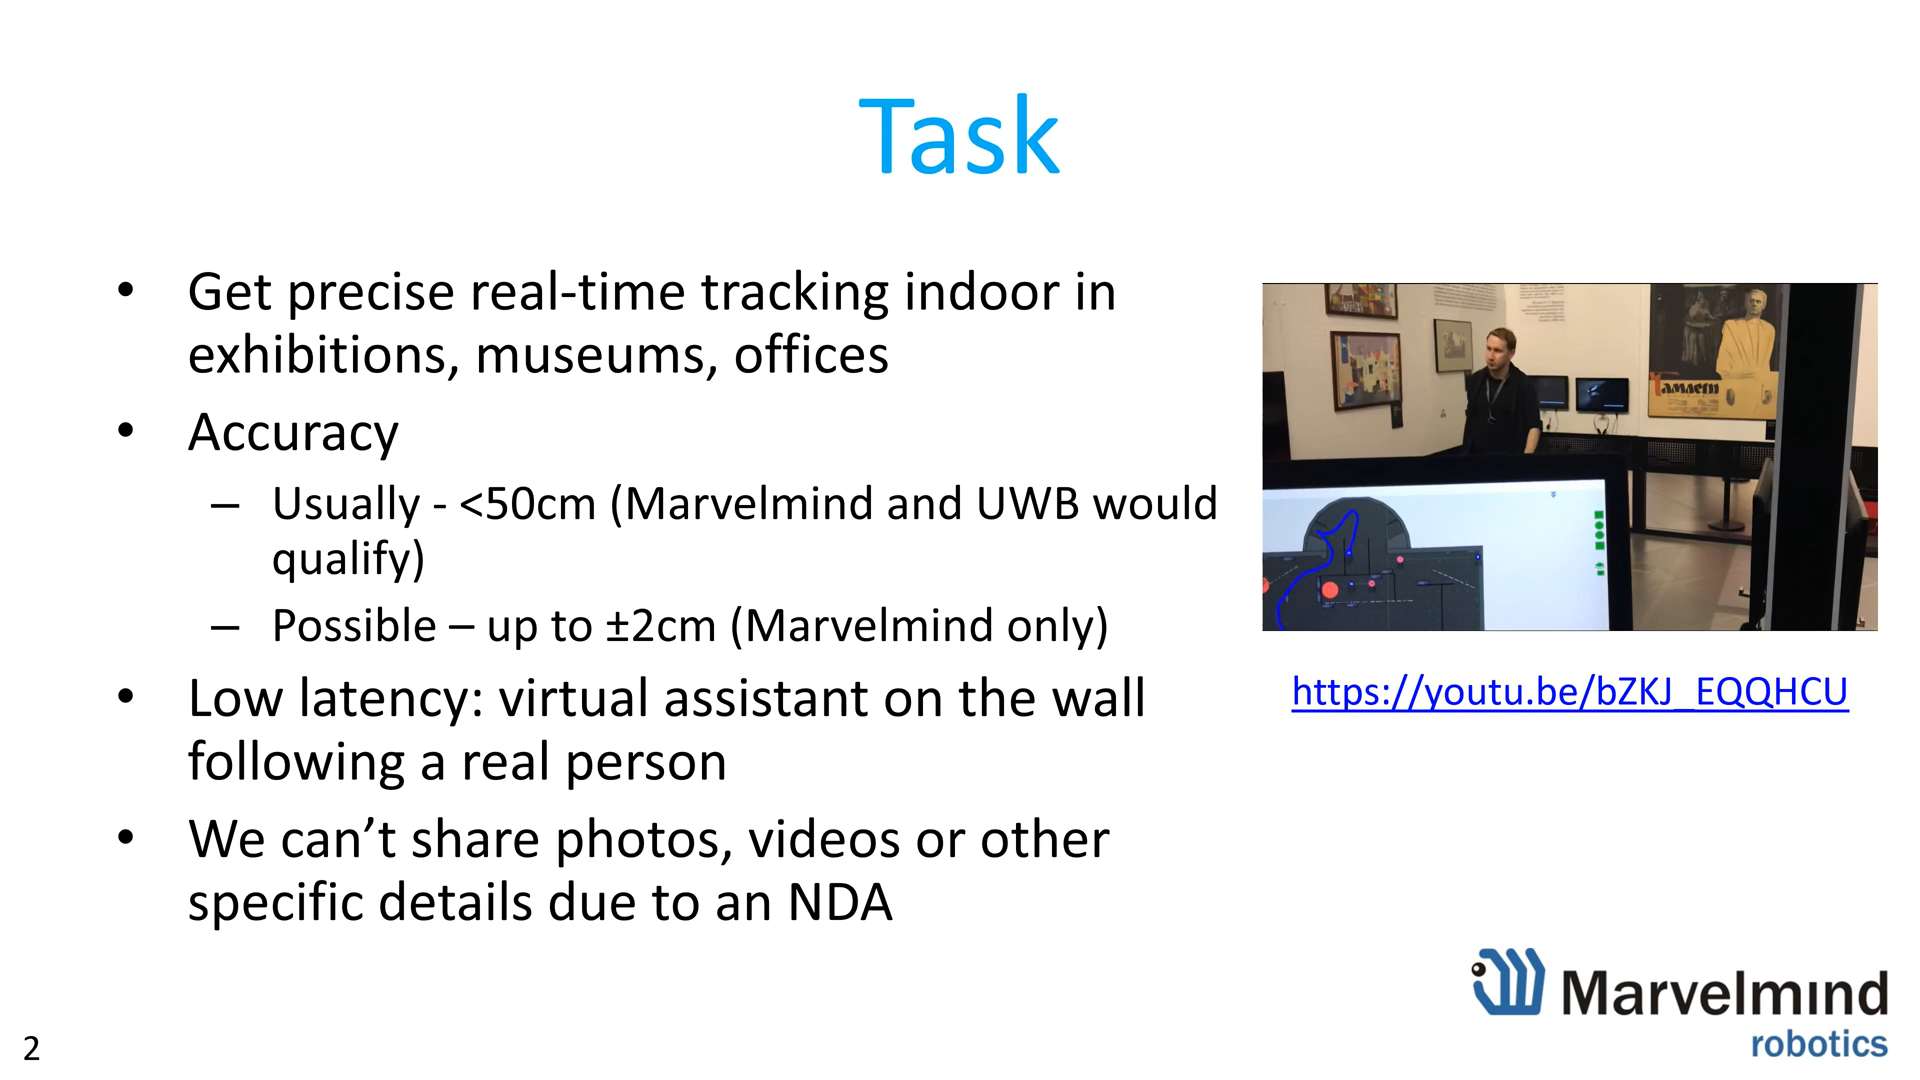 Task
• Get precise real-time tracking indoor in
exhibitions, museums, offices
• Accuracy
– Usually - <50cm (Marvelmind and UWB would
qualify)
– Possible – up to ±2cm (Marvelmind only)
• Low latency: virtual assistant on the wall
following a real person
• We can’t share photos, videos or other
specific details due to an NDA
https://youtu.be/bZKJ_EQQHCU
Marvelmind
robotics
2